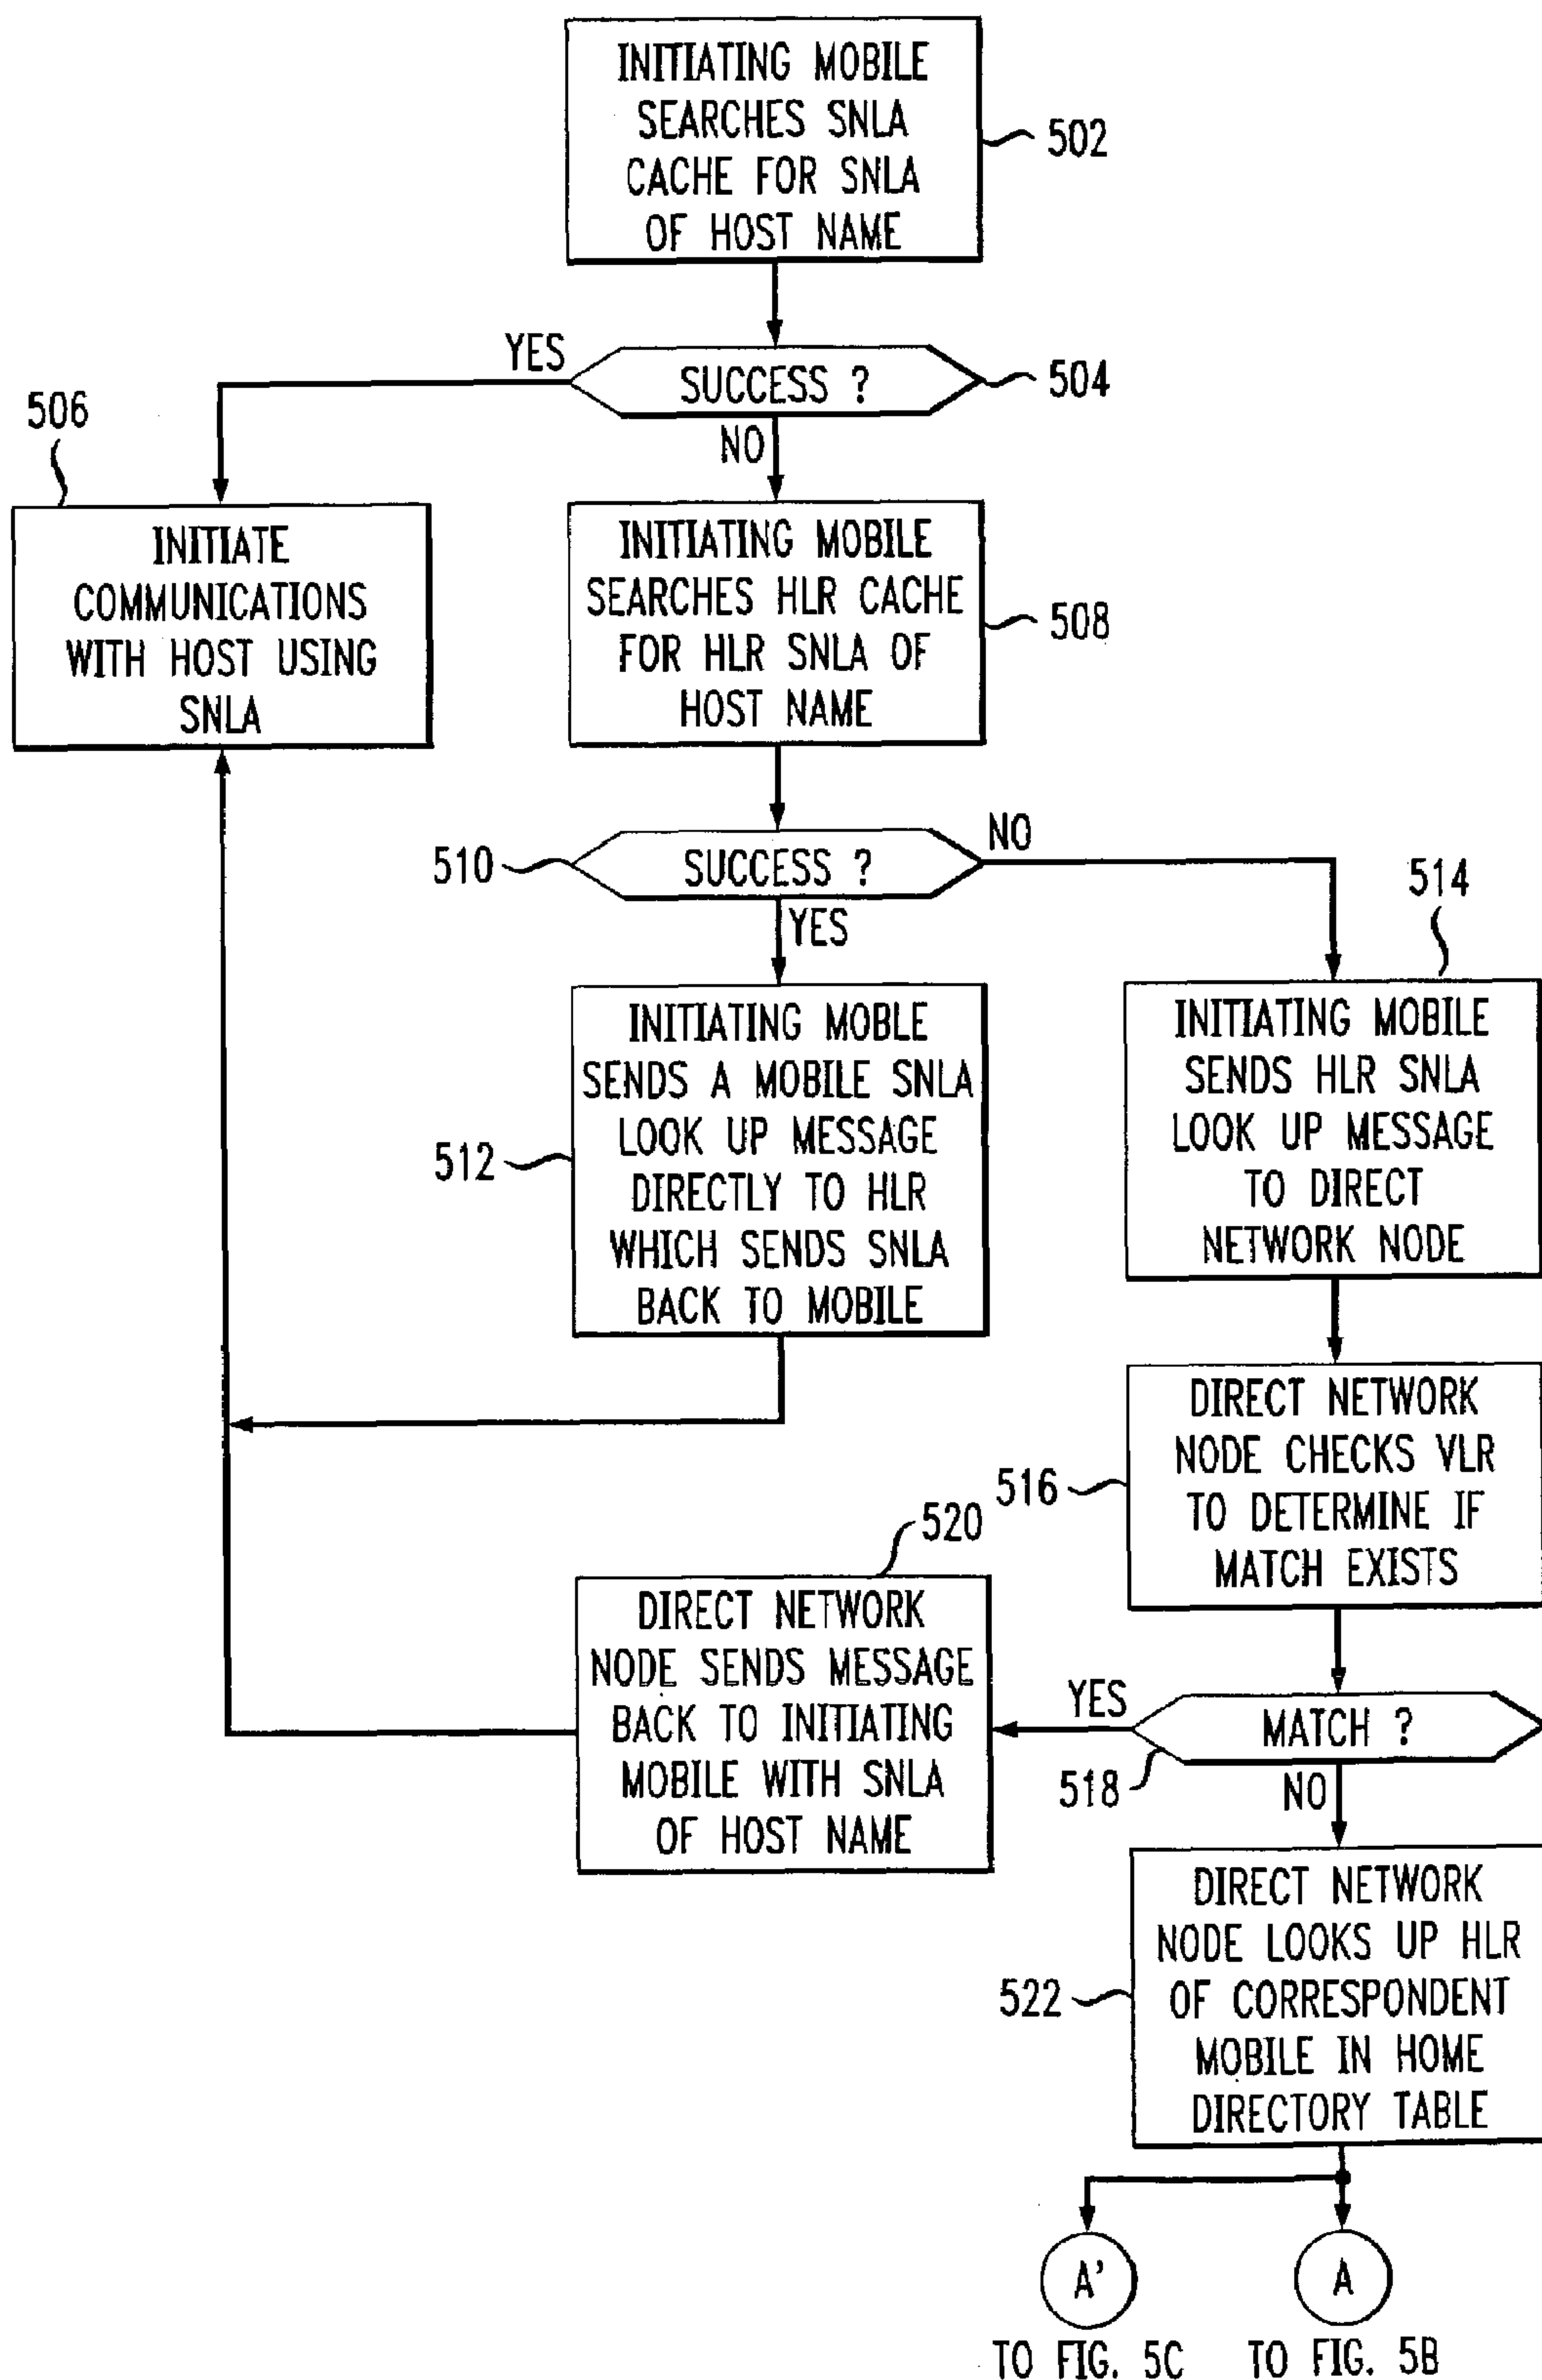 INITIATING MOBILE
SEARCHES SNLA
CACHE FOR SNLA
OF HOST NAME
502
YES
SUCCESS ?
504
NO
506
INITIATE
COMMUNICATIONS
WITH HOST USING
SNLA
INITIATING MOBILE
SEARCHES HLR CACHE
FOR HLR SNLA OF
HOST NAME
508
510
SUCCESS ?
NO
YES
514
INITIATING MOBLE
SENDS A MOBILE SNLA
LOOK UP MESSAGE
DIRECTLY TO HLR
WHICH SENDS SNLA
BACK TO MOBILE
512
INITIATING MOBILE
SENDS HLR SNLA
LOOK UP MESSAGE
TO DIRECT
NETWORK NODE
DIRECT NETWORK
NODE CHECKS VLR
TO DETERMINE IF
MATCH EXISTS
516
520
DIRECT NETWORK
NODE SENDS MESSAGE
BACK TO INITIATING
MOBILE WITH SNLA
OF HOST NAME
YES
MATCH ?
518
NO
DIRECT NETWORK
NODE LOOKS UP HLR
OF CORRESPONDENT
MOBILE IN HOME
DIRECTORY TABLE
522
A'
A
TO FIG. 5C
TO FIG. 5B